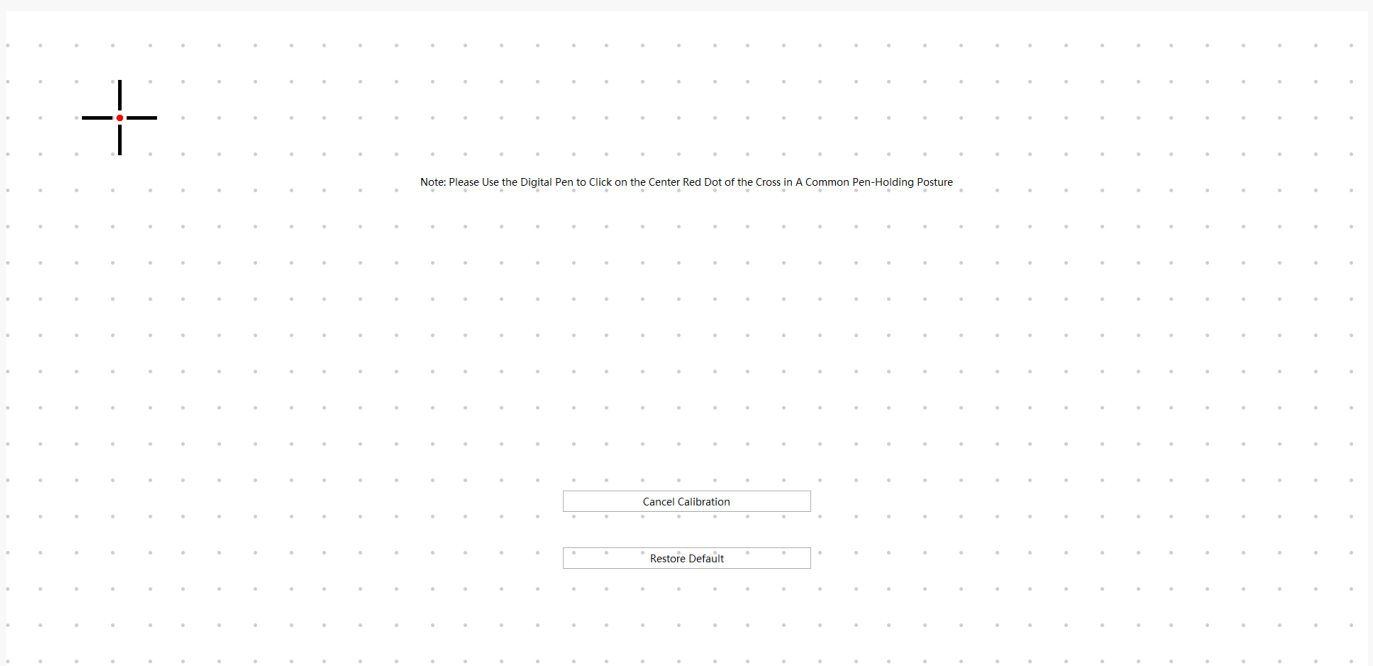 Note: Please Use the Digital Pen to Click on the Center Red Dot of the Cross in A Common Pen-Holding Posture
Cancel Calibration
Restore Default